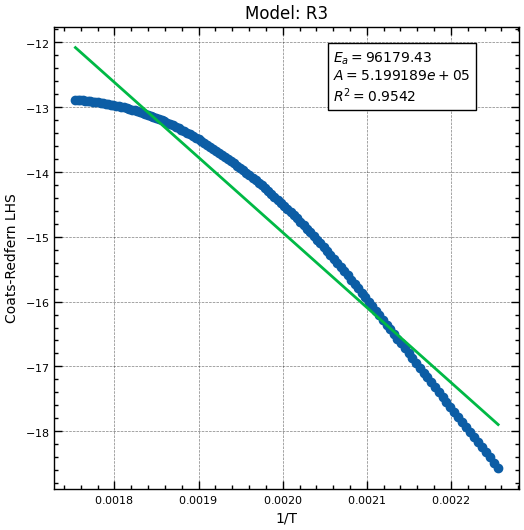 Model: R3
Coats-Redfern LHS
−12
−13
−14
−15
−16
−17
−18
E_a = 96179.43
A = 5.199189e + 05
R² = 0.9542
0.0018 0.0019 0.0020 0.0021 0.0022
1/T